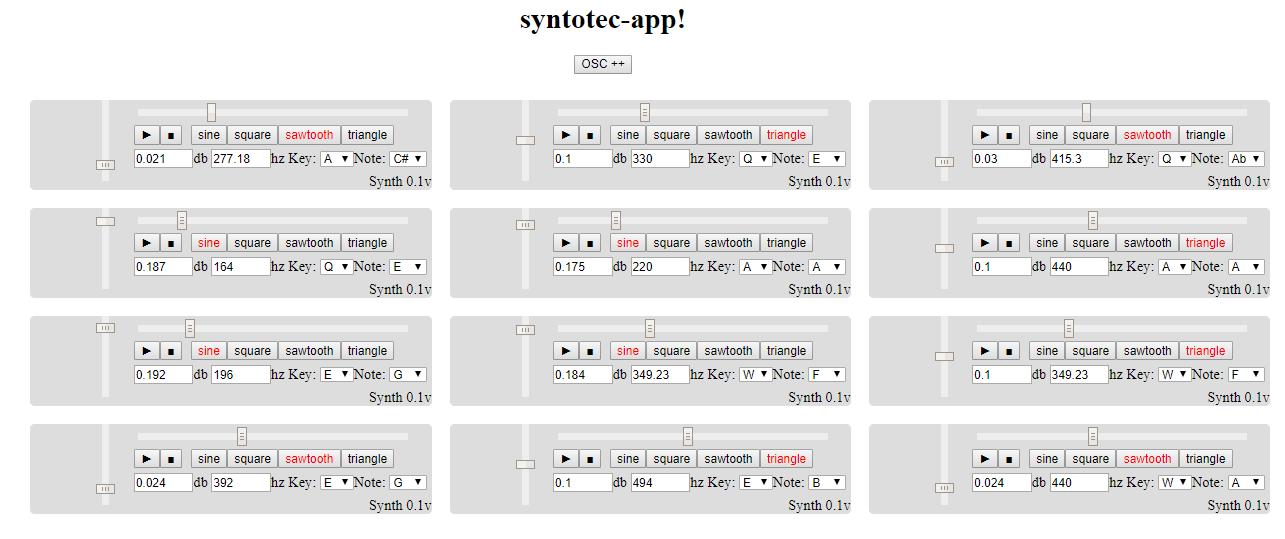 syntotec-app!
OSC ++
▶ ■ sine square sawtooth triangle
0.021 db 277.18 hz Key: A Note: C#
Synth 0.1v
▶ ■ sine square sawtooth triangle
0.1 db 330 hz Key: Q Note: E
Synth 0.1v
▶ ■ sine square sawtooth triangle
0.03 db 415.3 hz Key: Q Note: Ab
Synth 0.1v
▶ ■ sine square sawtooth triangle
0.187 db 164 hz Key: Q Note: E
Synth 0.1v
▶ ■ sine square sawtooth triangle
0.175 db 220 hz Key: A Note: A
Synth 0.1v
▶ ■ sine square sawtooth triangle
0.1 db 440 hz Key: A Note: A
Synth 0.1v
▶ ■ sine square sawtooth triangle
0.192 db 196 hz Key: E Note: G
Synth 0.1v
▶ ■ sine square sawtooth triangle
0.184 db 349.23 hz Key: W Note: F
Synth 0.1v
▶ ■ sine square sawtooth triangle
0.1 db 349.23 hz Key: W Note: F
Synth 0.1v
▶ ■ sine square sawtooth triangle
0.024 db 392 hz Key: E Note: G
Synth 0.1v
▶ ■ sine square sawtooth triangle
0.1 db 494 hz Key: E Note: B
Synth 0.1v
▶ ■ sine square sawtooth triangle
0.024 db 440 hz Key: W Note: A
Synth 0.1v